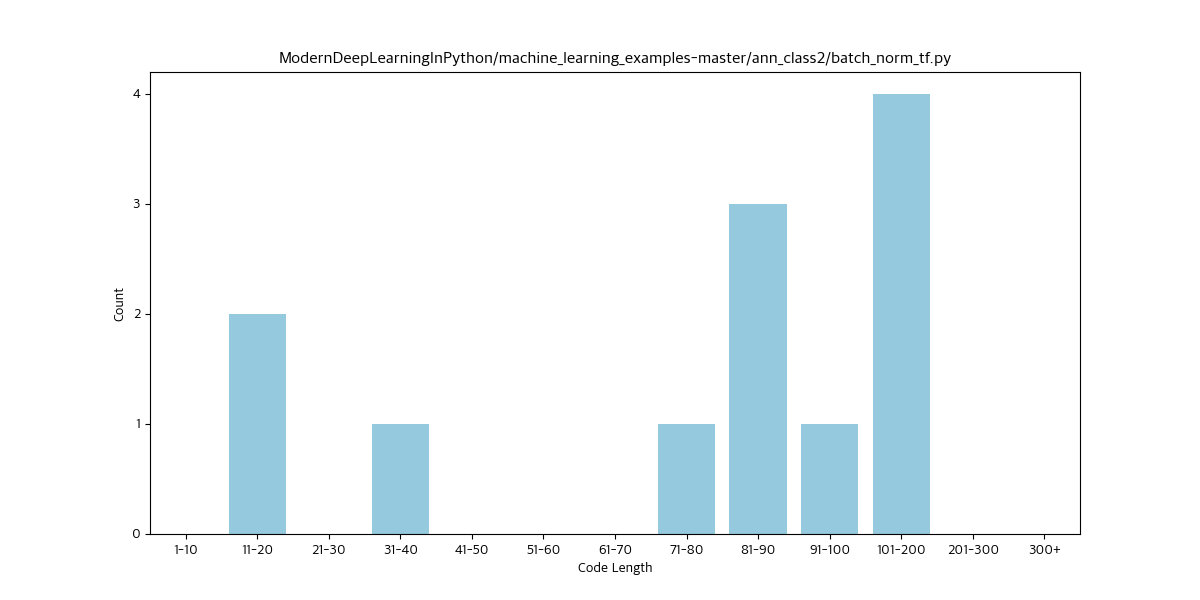 ModernDeepLearningInPython/machine_learning_examples-master/ann_class2/batch_norm_tf.py
4
3
2
1
0
Count
1-10 11-20 21-30 31-40 41-50 51-60 61-70 71-80 81-90 91-100 101-200 201-300 300+
Code Length